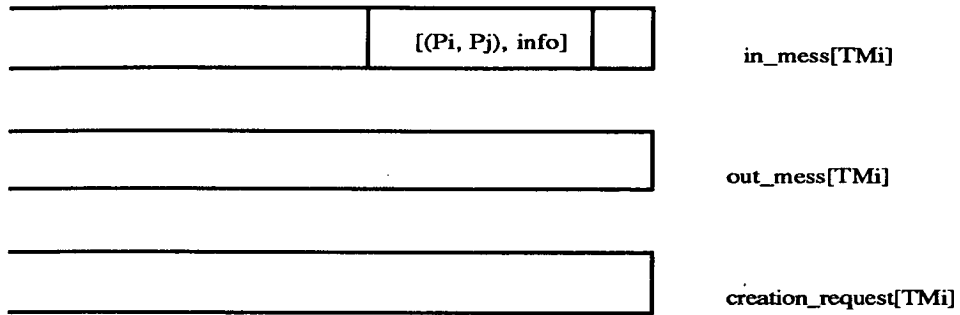 [(Pi, Pj), info]
in_mess[TMi]
out_mess[TMi]
creation_request[TMi]